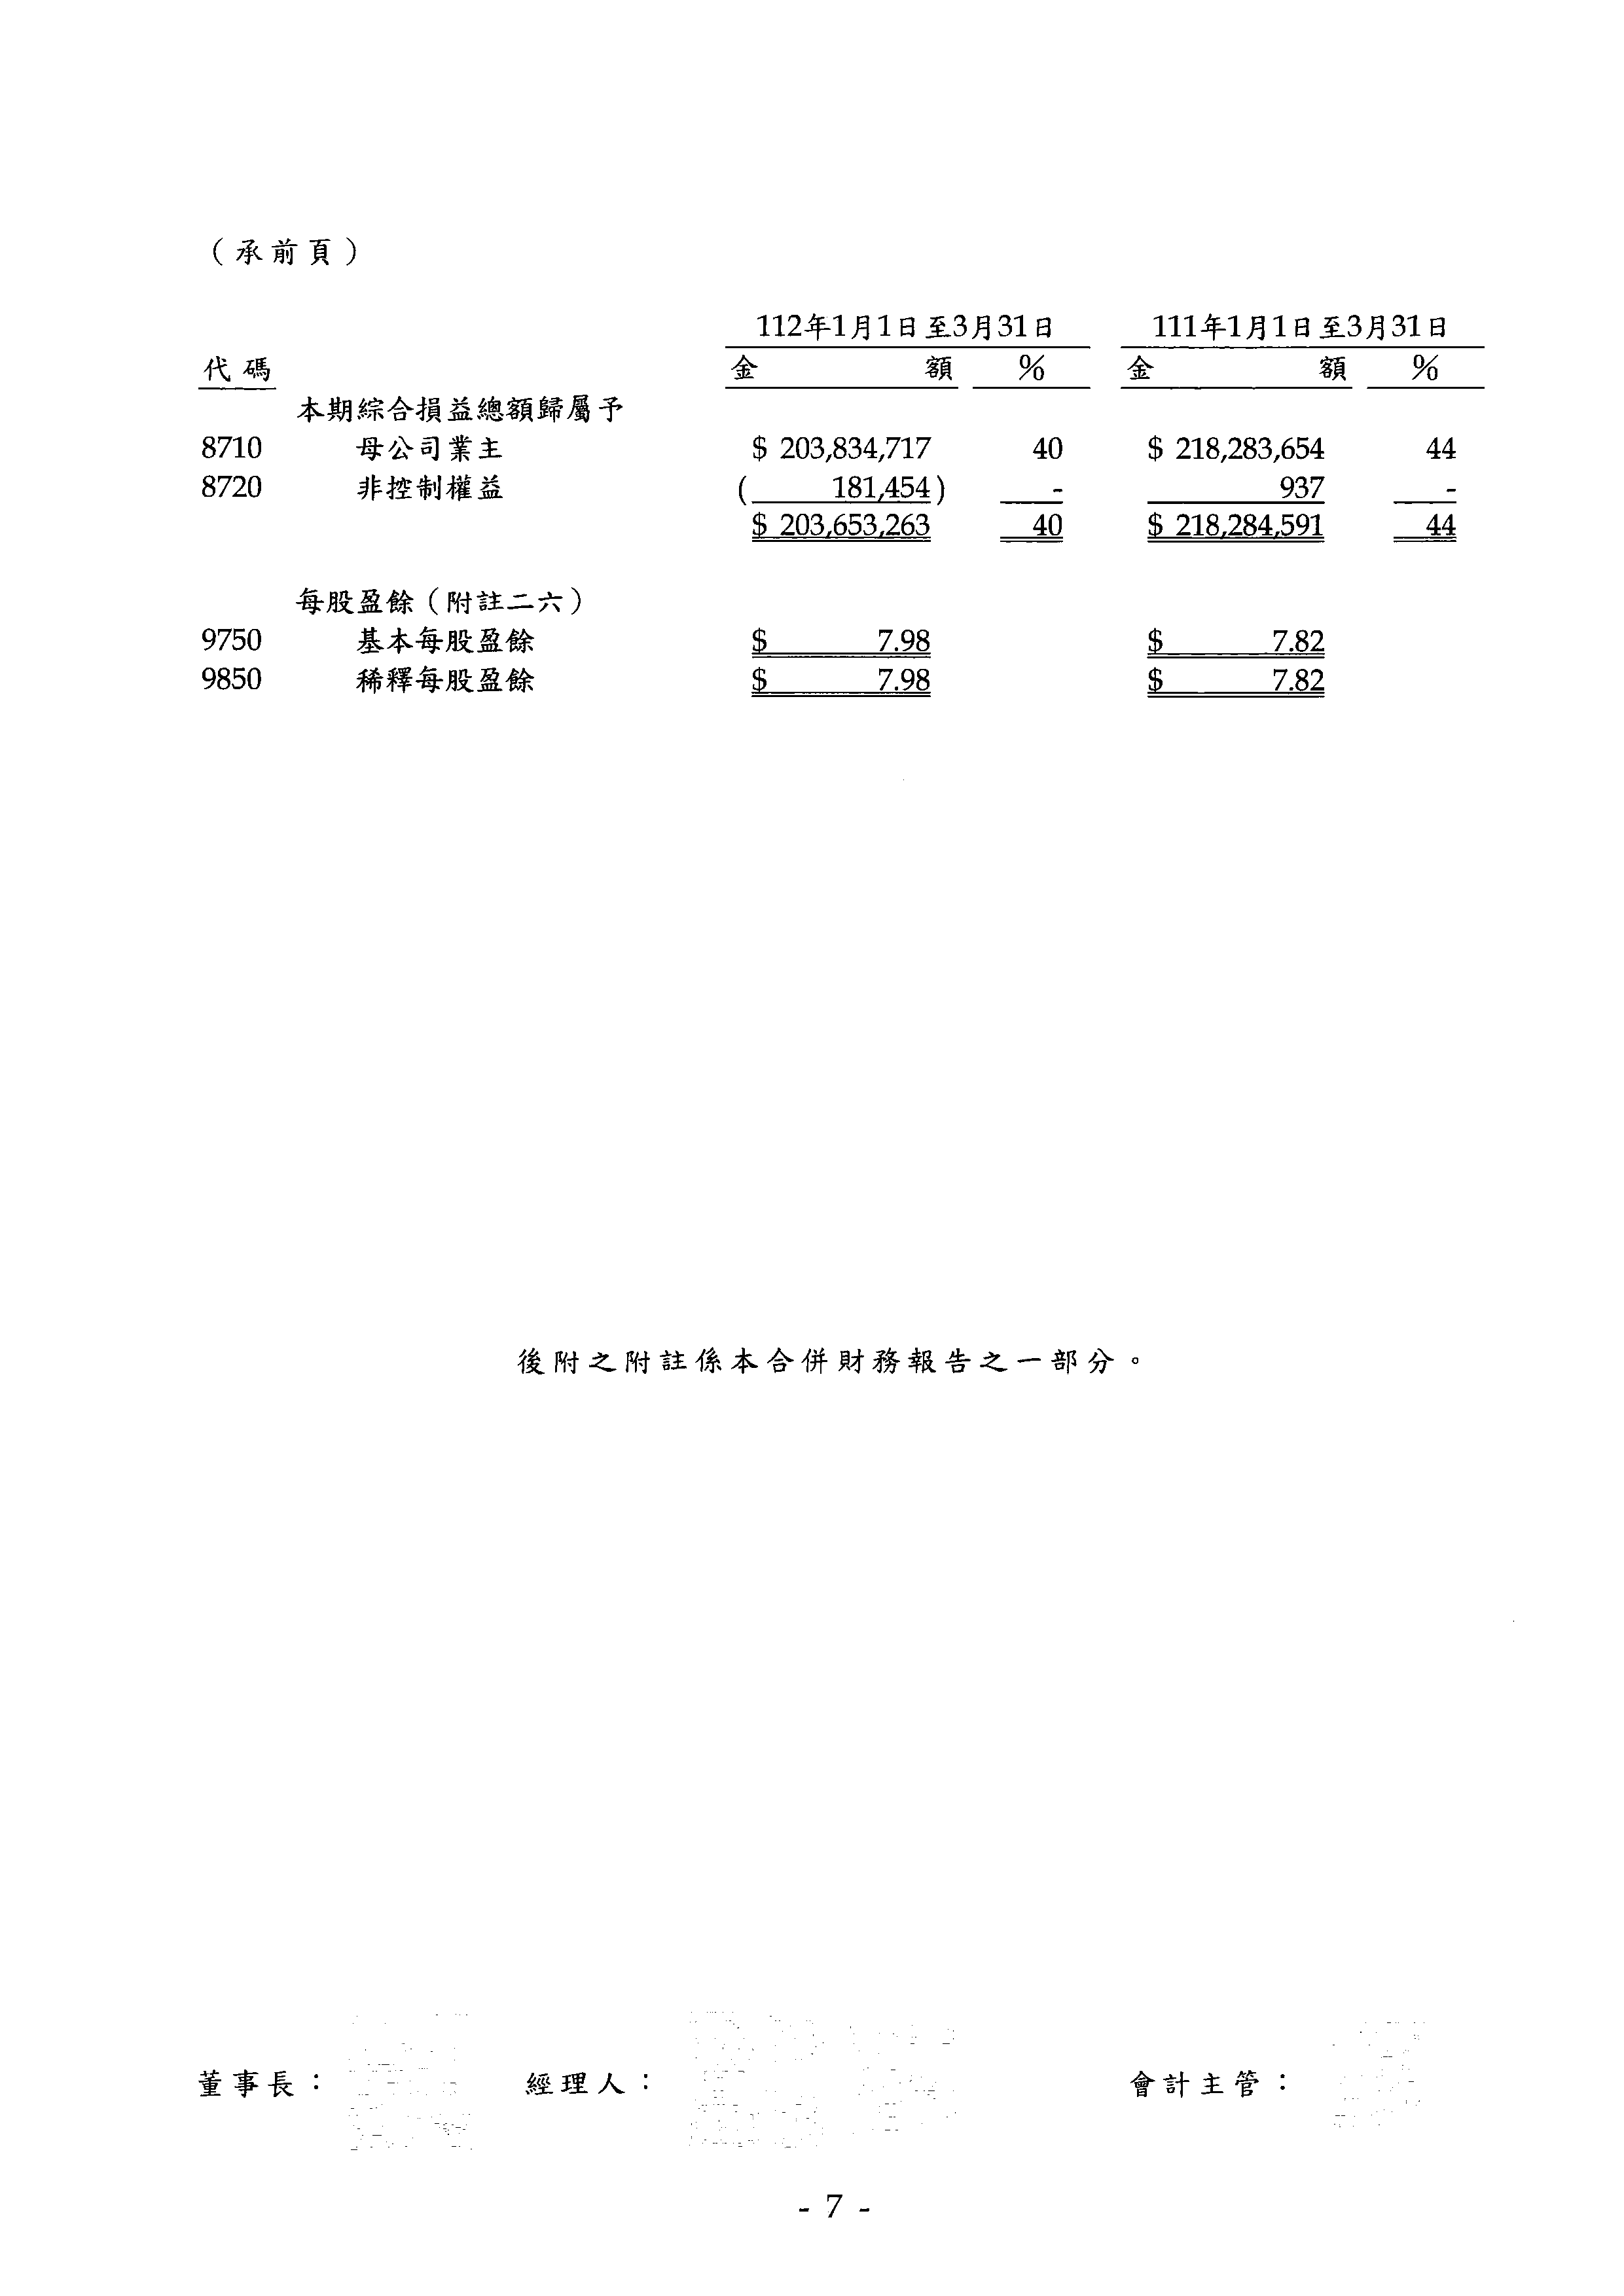 （承前頁）
112年1月1日至3月31日 111年1月1日至3月31日
代碼 金額 % 金額 %
本期綜合損益總額歸屬予
8710 母公司業主 $ 203,834,717 40 $ 218,283,654 44
8720 非控制權益 ( 181,454) - 937 -
$ 203,653,263 40 $ 218,284,591 44
每股盈餘（附註二六）
9750 基本每股盈餘 $ 7.98 $ 7.82
9850 稀釋每股盈餘 $ 7.98 $ 7.82
後附之附註係本合併財務報告之一部分。
董事長： 經理人： 會計主管：
- 7 -